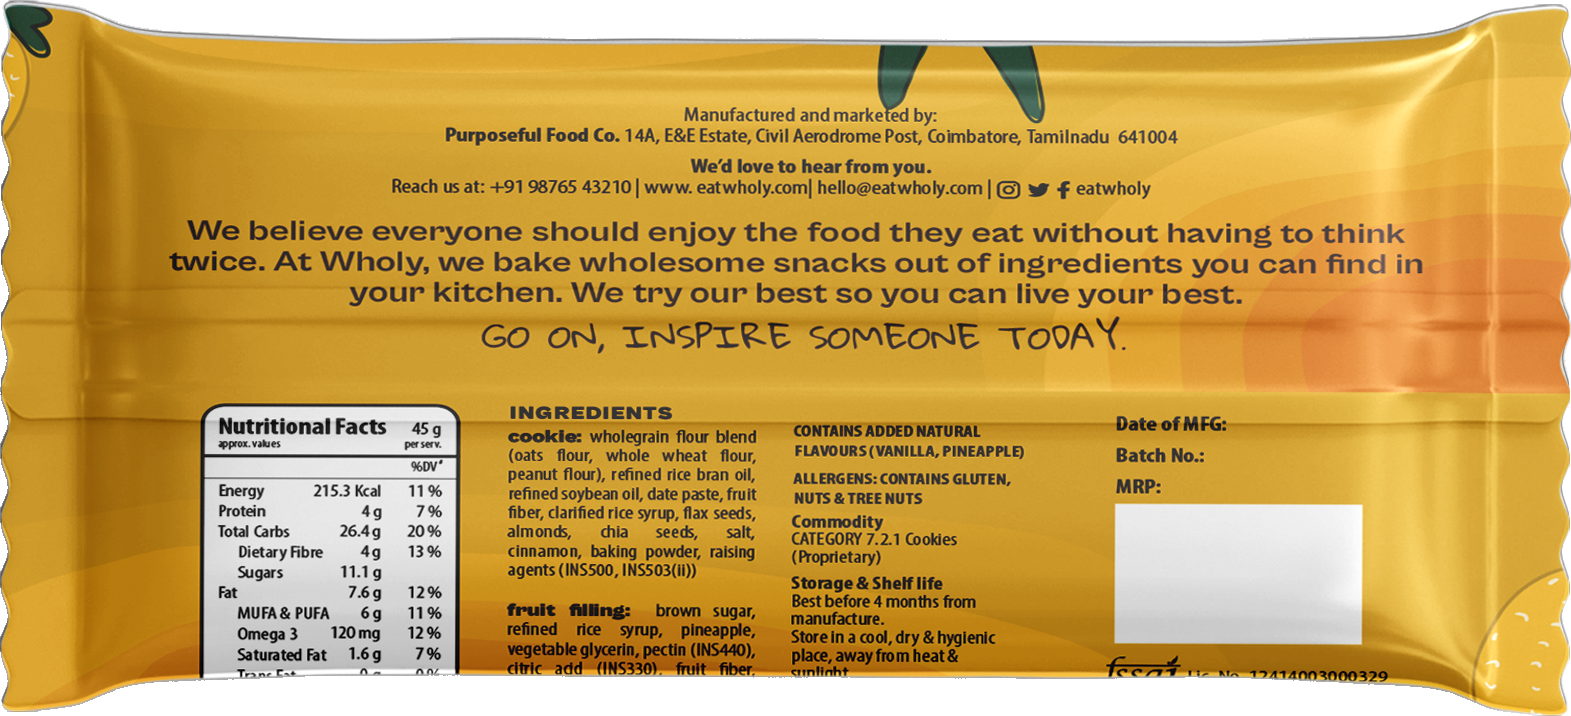 Manufactured and marketed by:
Purposeful Food Co. 14A, E&E Estate, Civil Aerodrome Post, Coimbatore, Tamilnadu 641004
We'd love to hear from you.
Reach us at: +91 98765 43210 | www. eatwholy.com| hello@eatwholy.com | eatwholy
We believe everyone should enjoy the food they eat without having to think
twice. At Wholy, we bake wholesome snacks out of ingredients you can find in
your kitchen. We try our best so you can live your best.
GO ON, INSPIRE SOMEONE TODAY.
Nutritional Facts 45 g
approx. values per serv.
%DV*
Energy 215.3 Kcal 11 %
Protein 4 g 7 %
Total Carbs 26.4 g 20 %
Dietary Fibre 4 g 13 %
Sugars 11.1 g
Fat 7.6 g 12 %
MUFA & PUFA 6 g 11 %
Omega 3 120 mg 12 %
Saturated Fat 1.6 g 7 %
Trans Fat 0 g 0%
INGREDIENTS
cookie: wholegrain flour blend
(oats flour, whole wheat flour,
peanut flour), refined rice bran oil,
refined soybean oil, date paste, fruit
fiber, clarified rice syrup, flax seeds,
almonds, chia seeds, salt,
cinnamon, baking powder, raising
agents (INS500, INS503(ii))
fruit filling: brown sugar,
refined rice syrup, pineapple,
vegetable glycerin, pectin (INS440),
citric acid (INS330), fruit fiber,
CONTAINS ADDED NATURAL
FLAVOURS (VANILLA, PINEAPPLE)
ALLERGENS: CONTAINS GLUTEN,
NUTS & TREE NUTS
Commodity
CATEGORY 7.2.1 Cookies
(Proprietary)
Storage & Shelf life
Best before 4 months from
manufacture.
Store in a cool, dry & hygienic
place, away from heat &
sunlight
Date of MFG:
Batch No.:
MRP:
fssai Lic. No. 12414003000329